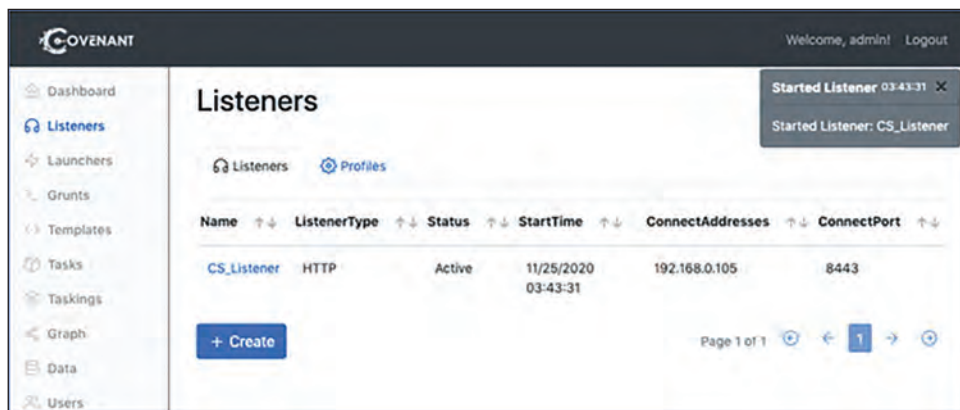 COVENANT
Welcome, admin! Logout
Started Listener 03:43:31 ×
Started Listener: CS_Listener
Dashboard
Listeners
Launchers
Grunts
Templates
Tasks
Taskings
Graph
Data
Users
Listeners
Listeners Profiles
Name ListenerType Status StartTime ConnectAddresses ConnectPort
CS_Listener HTTP Active 11/25/2020 192.168.0.105 8443
03:43:31
+ Create
Page 1 of 1
1